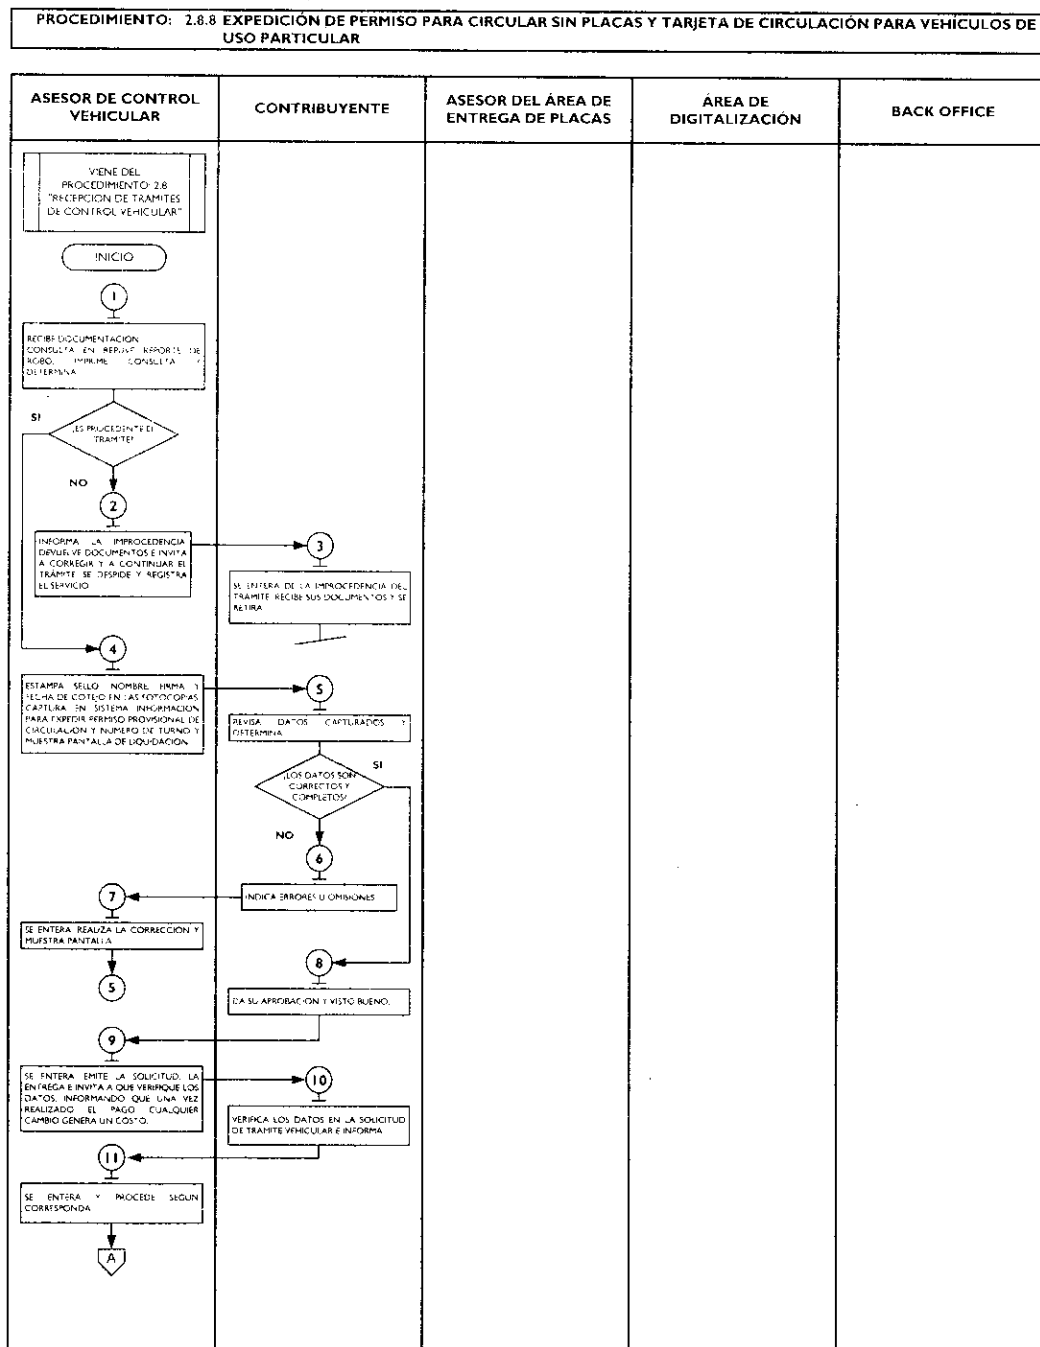 PROCEDIMIENTO: 2.8.8 EXPEDICIÓN DE PERMISO PARA CIRCULAR SIN PLACAS Y TARJETA DE CIRCULACIÓN PARA VEHÍCULOS DE
USO PARTICULAR
ASESOR DE CONTROL
VEHICULAR
CONTRIBUYENTE
ASESOR DEL ÁREA DE
ENTREGA DE PLACAS
ÁREA DE
DIGITALIZACIÓN
BACK OFFICE
VIENE DEL
PROCEDIMIENTO: 2.8
"RECEPCION DE TRAMITES
DE CONTROL VEHICULAR"
INICIO
1
RECIBE DOCUMENTACION
CONSULTA EN REPUVE REPORTE DE
ROBO, IMPRIME CONSULTA Y
DETERMINA
SI
¿ES PROCEDENTE EL
TRAMITE?
NO
2
INFORMA LA IMPROCEDENCIA
DEVUELVE DOCUMENTOS E INVITA
A CORREGIR Y A CONTINUAR EL
TRÁMITE SE DESPIDE Y REGISTRA
EL SERVICIO
3
SE ENTERA DE LA IMPROCEDENCIA DEL
TRAMITE RECIBE SUS DOCUMENTOS Y SE
RETIRA
4
ESTAMPA SELLO NOMBRE FIRMA Y
FECHA DE COTEJO EN LAS FOTOCOPIAS
CAPTURA EN SISTEMA INFORMACION
PARA EXPEDIR PERMISO PROVISIONAL DE
CIRCULACION Y NUMERO DE TURNO Y
MUESTRA PANTALLA DE LIQUIDACION
5
REVISA DATOS CAPTURADOS Y
DETERMINA
SI
¿LOS DATOS SON
CORRECTOS Y
COMPLETOS?
NO
6
INDICA ERRORES U OMISIONES
7
SE ENTERA REALIZA LA CORRECCION Y
MUESTRA PANTALLA
5
8
DA SU APROBACION Y VISTO BUENO.
9
SE ENTERA EMITE LA SOLICITUD, LA
ENTREGA E INVITA A QUE VERIFIQUE LOS
DATOS, INFORMANDO QUE UNA VEZ
REALIZADO EL PAGO CUALQUIER
CAMBIO GENERA UN COSTO.
10
VERIFICA LOS DATOS EN LA SOLICITUD
DE TRAMITE VEHICULAR E INFORMA
11
SE ENTERA Y PROCEDE SEGUN
CORRESPONDA
A